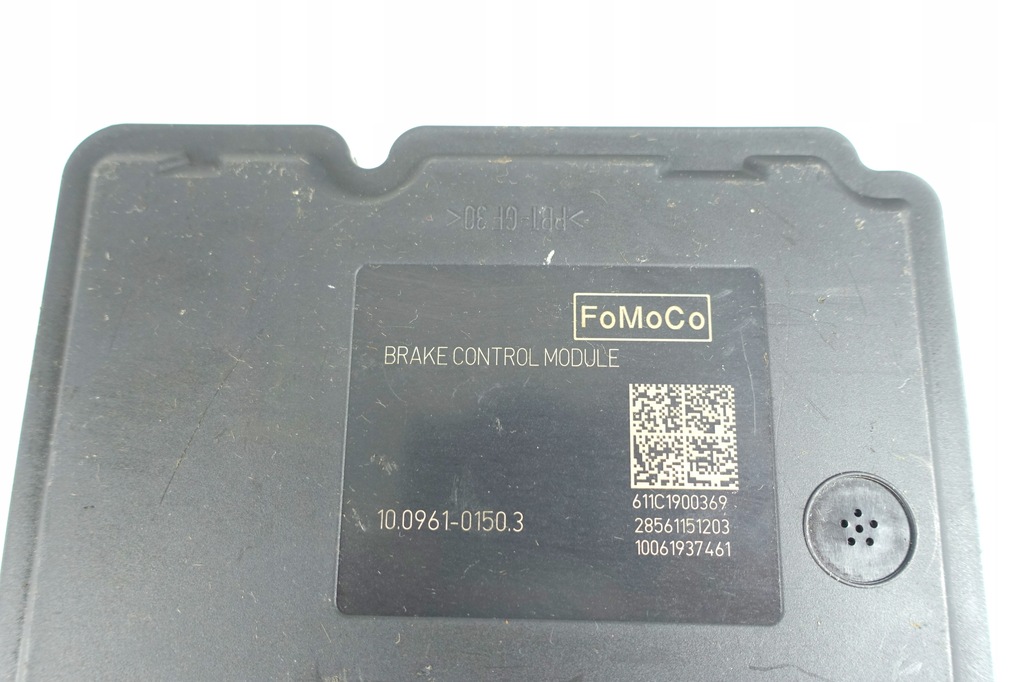 >PBT-GF30<
FoMoCo
BRAKE CONTROL MODULE
611C1900369
10.0961-0150.3
28561151203
10061937461